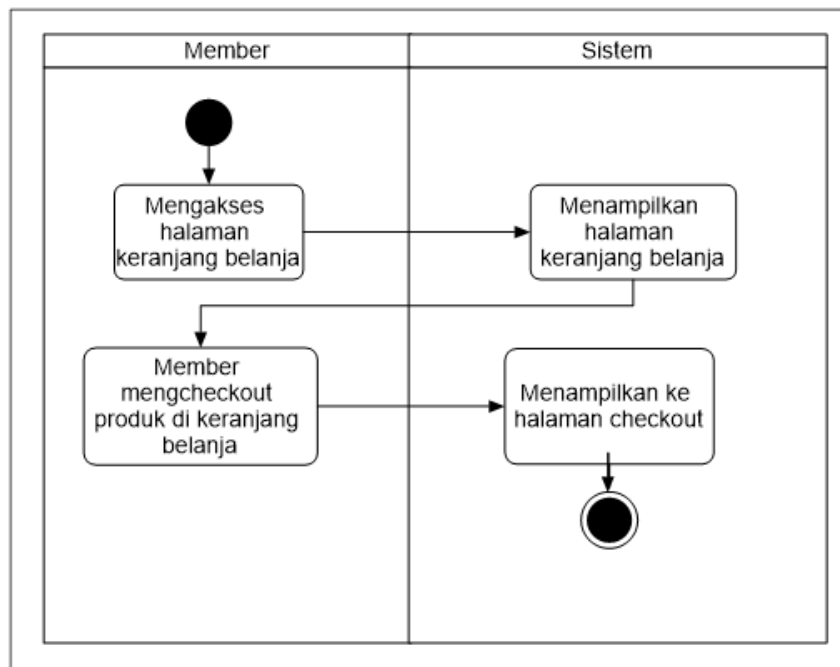 Member
Sistem
Mengakses
halaman
keranjang belanja
Menampilkan
halaman
keranjang belanja
Member
mengcheckout
produk di keranjang
belanja
Menampilkan ke
halaman checkout